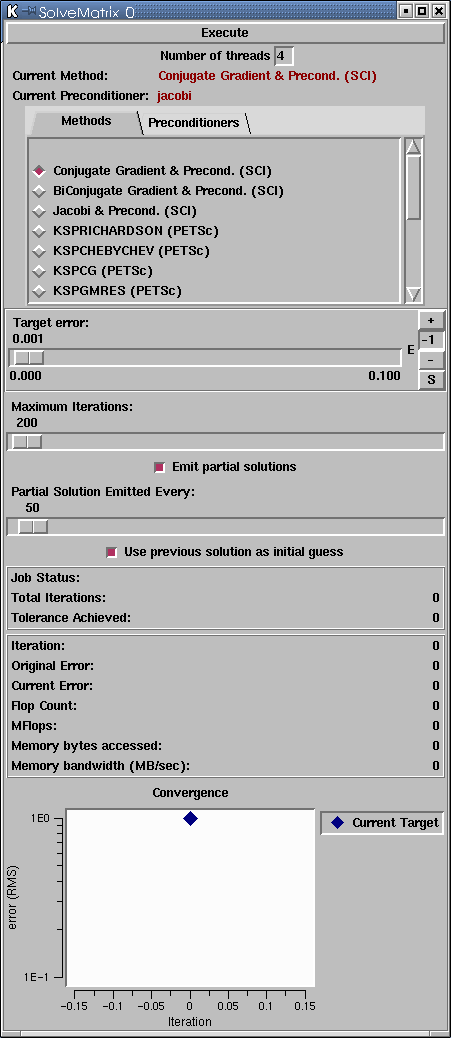 K SolveMatrix 0
Execute
Number of threads 4
Current Method: Conjugate Gradient & Precond. (SCI)
Current Preconditioner: jacobi
Methods Preconditioners
Conjugate Gradient & Precond. (SCI)
BiConjugate Gradient & Precond. (SCI)
Jacobi & Precond. (SCI)
KSPRICHARDSON (PETSc)
KSPCHEBYCHEV (PETSc)
KSPCG (PETSc)
KSPGMRES (PETSc)
Target error:
0.001
0.000 0.100
E
+
-1
-
S
Maximum Iterations:
200
Emit partial solutions
Partial Solution Emitted Every:
50
Use previous solution as initial guess
Job Status:
Total Iterations: 0
Tolerance Achieved: 0
Iteration: 0
Original Error: 0
Current Error: 0
Flop Count: 0
MFlops: 0
Memory bytes accessed: 0
Memory bandwidth (MB/sec): 0
Convergence
1E0
1E-1
error (RMS)
Current Target
-0.15 -0.1 -0.05 0 0.05 0.1 0.15
Iteration